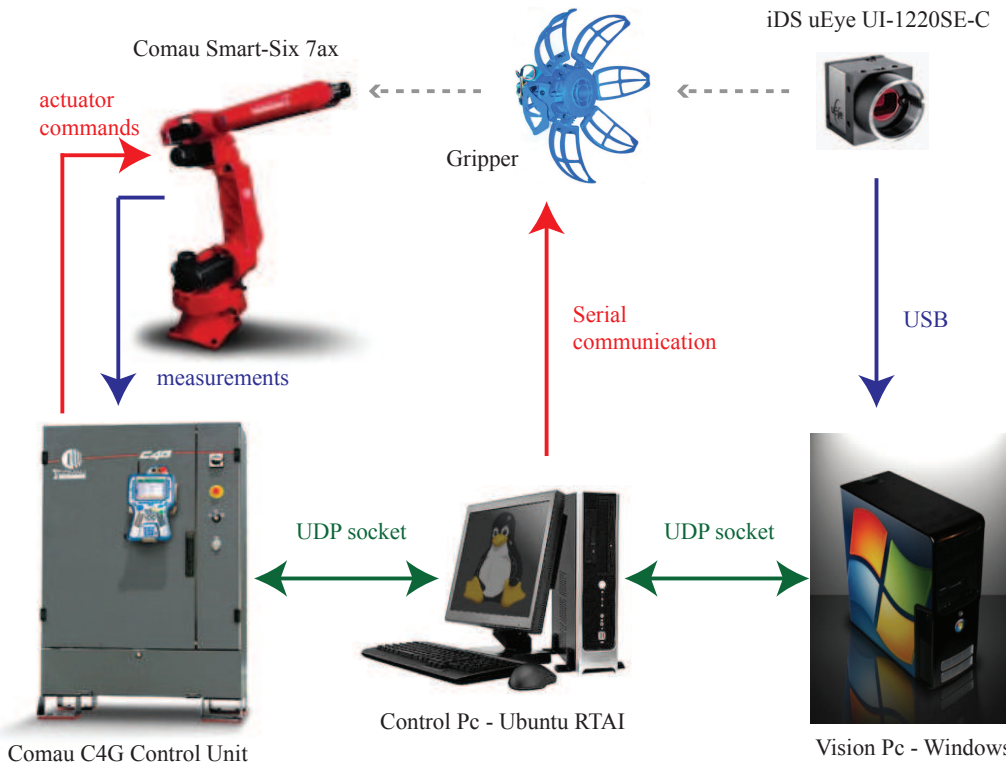 iDS uEye UI-1220SE-C
Comau Smart-Six 7ax
actuator
commands
Gripper
Serial
communication
USB
measurements
C4G
UDP socket
UDP socket
Control Pc - Ubuntu RTAI
Comau C4G Control Unit
Vision Pc - Windows